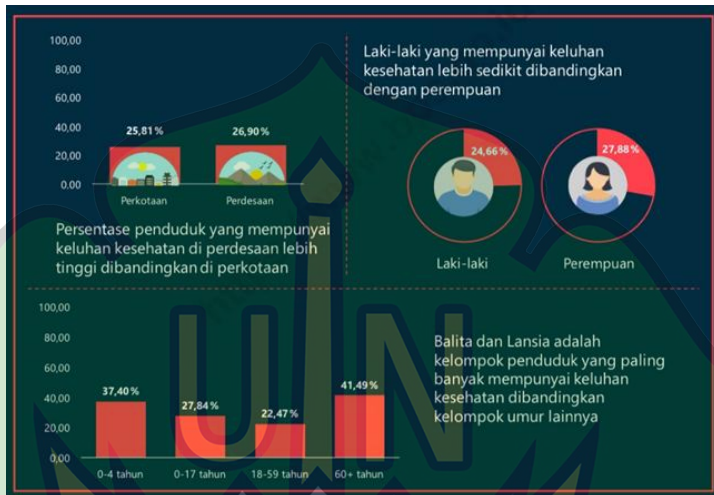 100,00
80,00
60,00
40,00
20,00
0.00
25,81%
26,90%
Perkotaan
Perdesaan
Persentase penduduk yang mempunyai
keluhan kesehatan di perdesaan lebih
tinggi dibandingkan di perkotaan
Laki-laki yang mempunyai keluhan
kesehatan lebih sedikit dibandingkan
dengan perempuan
24,66%
27,88%
Laki-laki
Perempuan
100,00
80,00
60,00
40,00
20,00
0,00
37,40%
27,84%
22,47%
41,49%
0-4 tahun
0-17 tahun
18-59 tahun
60+ tahun
Balita dan Lansia adalah
kelompok penduduk yang paling
banyak mempunyai keluhan
kesehatan dibandingkan
kelompok umur lainnya
UIN